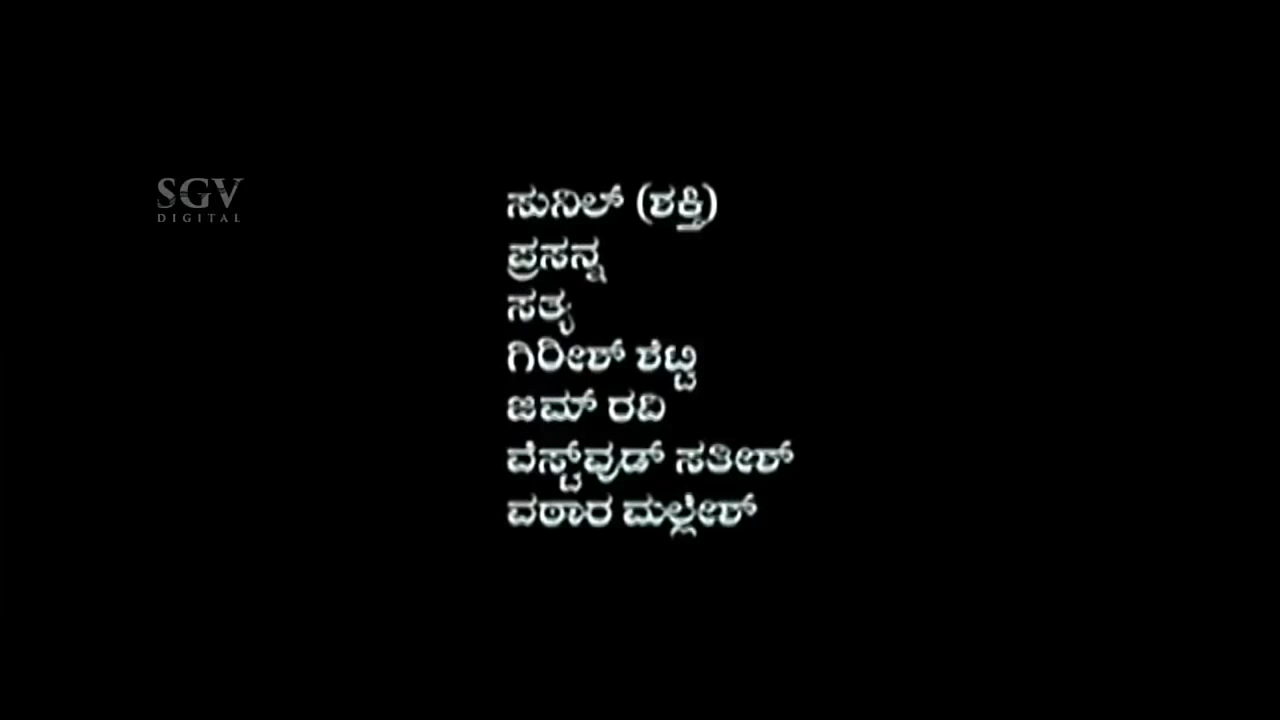 SGV
DIGITAL
ಸುನಿಲ್ (ಶಕ್ತಿ)
ಪ್ರಸನ್ನ
ಸತ್ಯ
ಗಿರೀಶ್ ಶೆಟ್ಟಿ
ಜಿಮ್ ರವಿ
ವೆಸ್ಟ್‌ವುಡ್ ಸತೀಶ್
ವಠಾರ ಮಲ್ಲೇಶ್